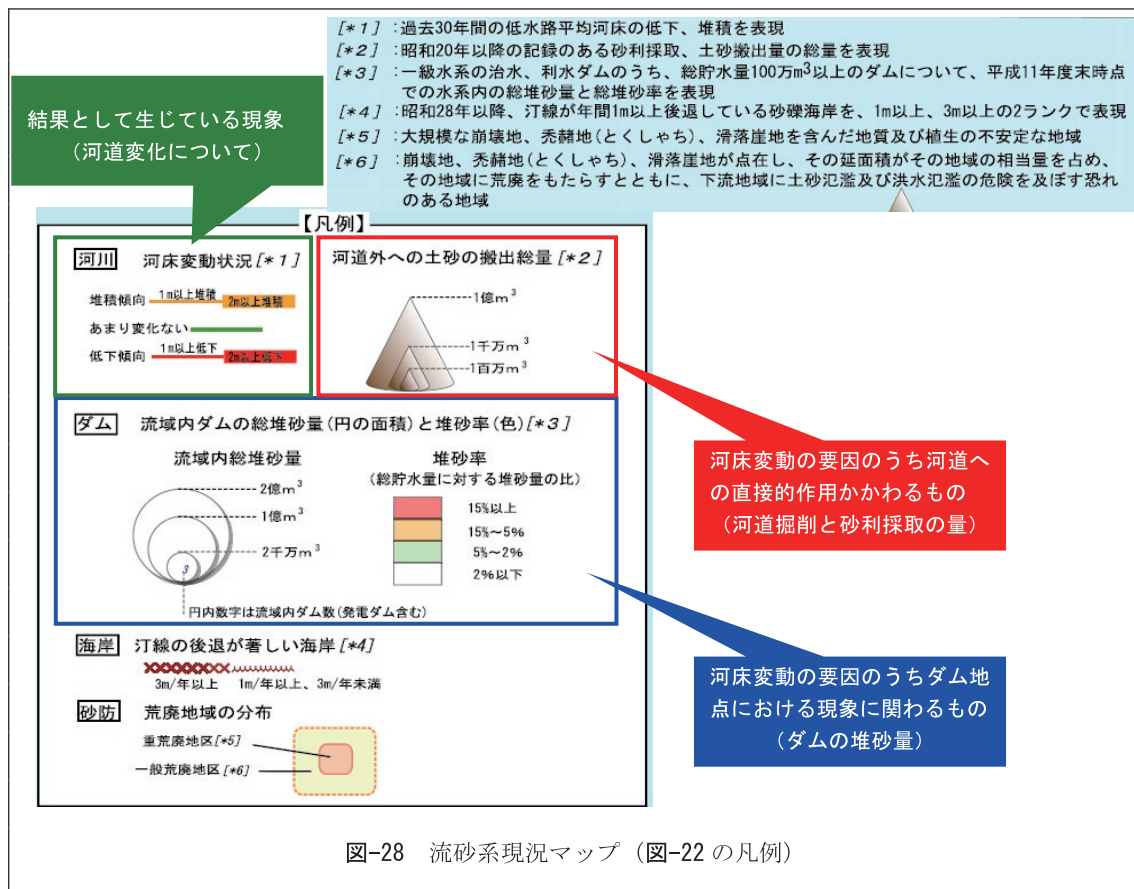 [*1]:過去30年間の低水路平均河床の低下、堆積を表現
[*2]:昭和20年以降の記録のある砂利採取、土砂搬出量の総量を表現
[*3]:一級水系の治水、利水ダムのうち、総貯水量100万m³以上のダムについて、平成11年度末時点
での水系内の総堆砂量と総堆砂率を表現
[*4]:昭和28年以降、汀線が年間1m以上後退している砂礫海岸を、1m以上、3m以上の2ランクで表現
[*5]:大規模な崩壊地、禿赭地(とくしゃち)、滑落崖地を含んだ地質及び植生の不安定な地域
[*6]:崩壊地、禿赭地(とくしゃち)、滑落崖地が点在し、その延面積がその地域の相当量を占め、
その地域に荒廃をもたらすとともに、下流地域に土砂氾濫及び洪水氾濫の危険を及ぼす恐れ
のある地域
結果として生じている現象
(河道変化について)
【凡例】
河川 河床変動状況[*1]
堆積傾向 1m以上堆積 2m以上堆積
あまり変化ない
低下傾向 1m以上低下 2m以上低下
河道外への土砂の搬出総量[*2]
1億m³
1千万m³
1百万m³
ダム 流域内ダムの総堆砂量(円の面積)と堆砂率(色)[*3]
流域内総堆砂量
2億m³
1億m³
2千万m³
3
円内数字は流域内ダム数(発電ダム含む)
堆砂率
(総貯水量に対する堆砂量の比)
15%以上
15%~5%
5%~2%
2%以下
海岸 汀線の後退が著しい海岸[*4]
3m/年以上 1m/年以上、3m/年未満
砂防 荒廃地域の分布
重荒廃地区[*5]
一般荒廃地区[*6]
河床変動の要因のうち河道へ
の直接的作用かかわるもの
(河道掘削と砂利採取の量)
河床変動の要因のうちダム地
点における現象に関わるもの
(ダムの堆砂量)
図-28 流砂系現況マップ(図-22の凡例)